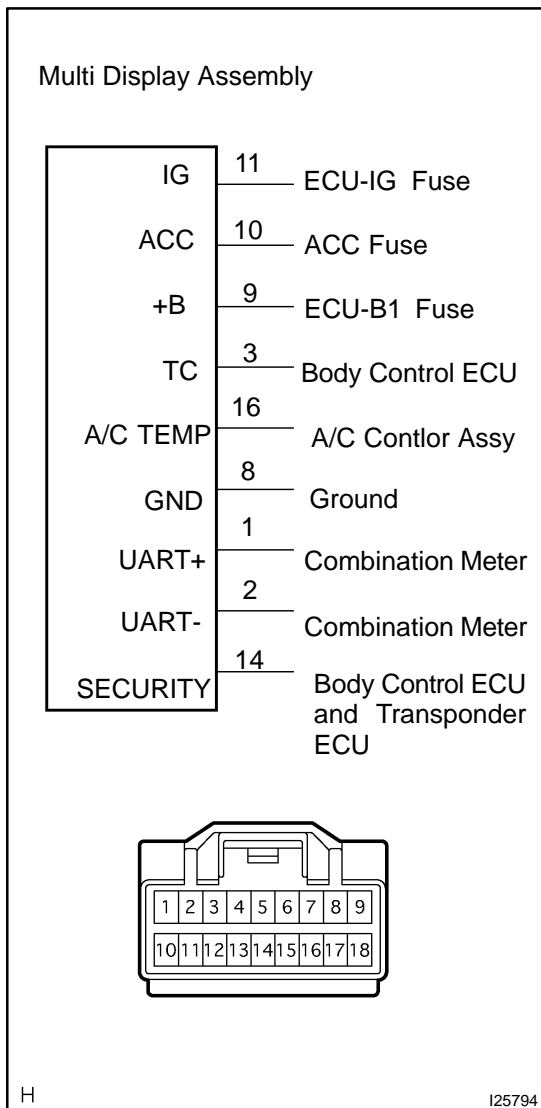 Multi Display Assembly
IG 11 ECU-IG Fuse
ACC 10 ACC Fuse
+B 9 ECU-B1 Fuse
TC 3 Body Control ECU
A/C TEMP 16 A/C Contlor Assy
GND 8 Ground
UART+ 1 Combination Meter
UART- 2 Combination Meter
SECURITY 14 Body Control ECU
and Transponder
ECU
1 2 3 4 5 6 7 8 9
10 11 12 13 14 15 16 17 18
H I25794